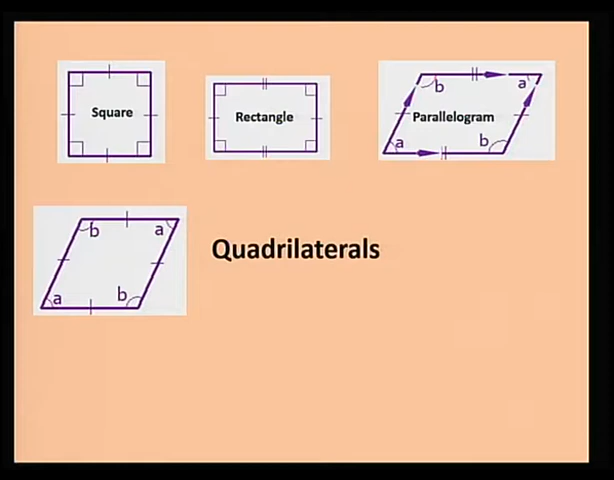 Square
Rectangle
b a
Parallelogram
a b
b a
a b
Quadrilaterals